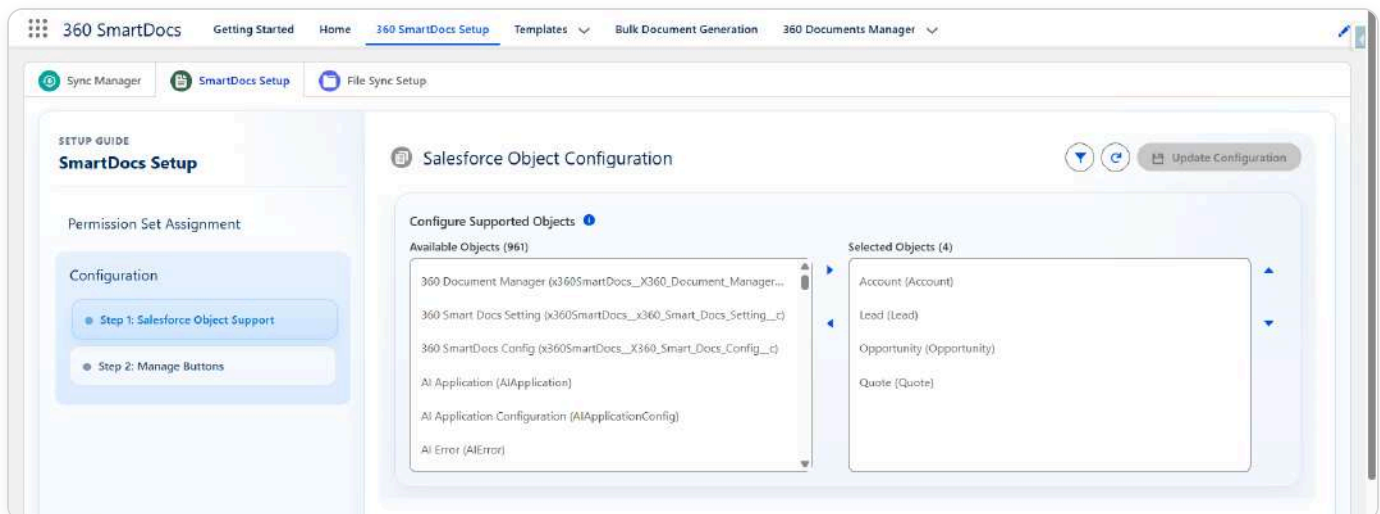 360 SmartDocs Getting Started Home 360 SmartDocs Setup Templates Bulk Document Generation 360 Documents Manager
Sync Manager SmartDocs Setup File Sync Setup
SETUP GUIDE
SmartDocs Setup
Permission Set Assignment
Configuration
Step 1: Salesforce Object Support
Step 2: Manage Buttons
Salesforce Object Configuration
Update Configuration
Configure Supported Objects
Available Objects (961)
360 Document Manager (x360SmartDocs__X360_Document_Manager...
360 Smart Docs Setting (x360SmartDocs__x360_Smart_Docs_Setting__c)
360 SmartDocs Config (x360SmartDocs__X360_Smart_Docs_Config__c)
AI Application (AIApplication)
AI Application Configuration (AIApplicationConfig)
AI Error (AIError)
Selected Objects (4)
Account (Account)
Lead (Lead)
Opportunity (Opportunity)
Quote (Quote)